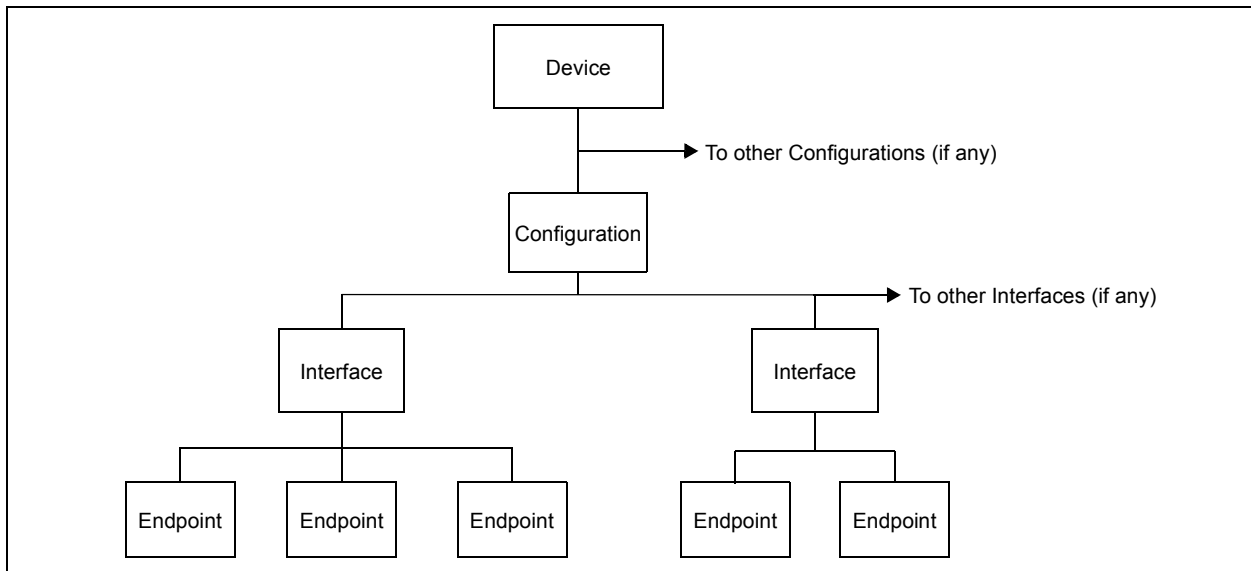 Device
To other Configurations (if any)
Configuration
To other Interfaces (if any)
Interface
Interface
Endpoint
Endpoint
Endpoint
Endpoint
Endpoint